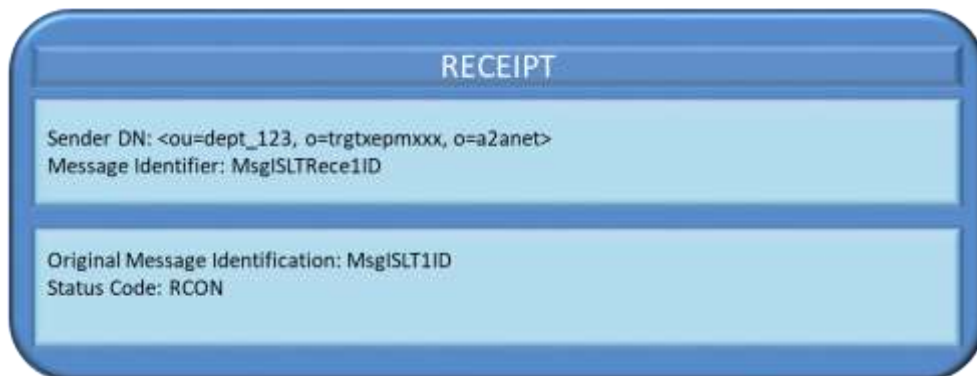 RECEIPT
Sender DN: <ou=dept_123, o=trgtxepmxxx, o=a2anet>
Message Identifier: MsgISLTRece1ID
Original Message Identification: MsgISLT1ID
Status Code: RCON